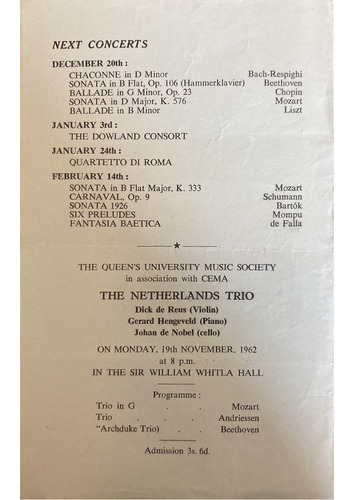 NEXT CONCERTS
DECEMBER 20th :
CHACONNE in D Minor Bach-Respighi
SONATA in B Flat, Op. 106 (Hammerklavier) Beethoven
BALLADE in G Minor, Op. 23 Chopin
SONATA in D Major, K. 576 Mozart
BALLADE in B Minor Liszt
JANUARY 3rd :
THE DOWLAND CONSORT
JANUARY 24th :
QUARTETTO DI ROMA
FEBRUARY 14th :
SONATA in B Flat Major, K. 333 Mozart
CARNAVAL, Op. 9 Schumann
SONATA 1926 Bartók
SIX PRELUDES Mompu
FANTASIA BAETICA de Falla
THE QUEEN'S UNIVERSITY MUSIC SOCIETY
in association with CEMA
THE NETHERLANDS TRIO
Dick de Reus (Violin)
Gerard Hengeveld (Piano)
Johan de Nobel (cello)
ON MONDAY, 19th NOVEMBER, 1962
at 8 p.m.
IN THE SIR WILLIAM WHITLA HALL
Programme :
Trio in G . . Mozart
Trio . . . Andriessen
"Archduke Trio) . . Beethoven
Admission 3s. 6d.